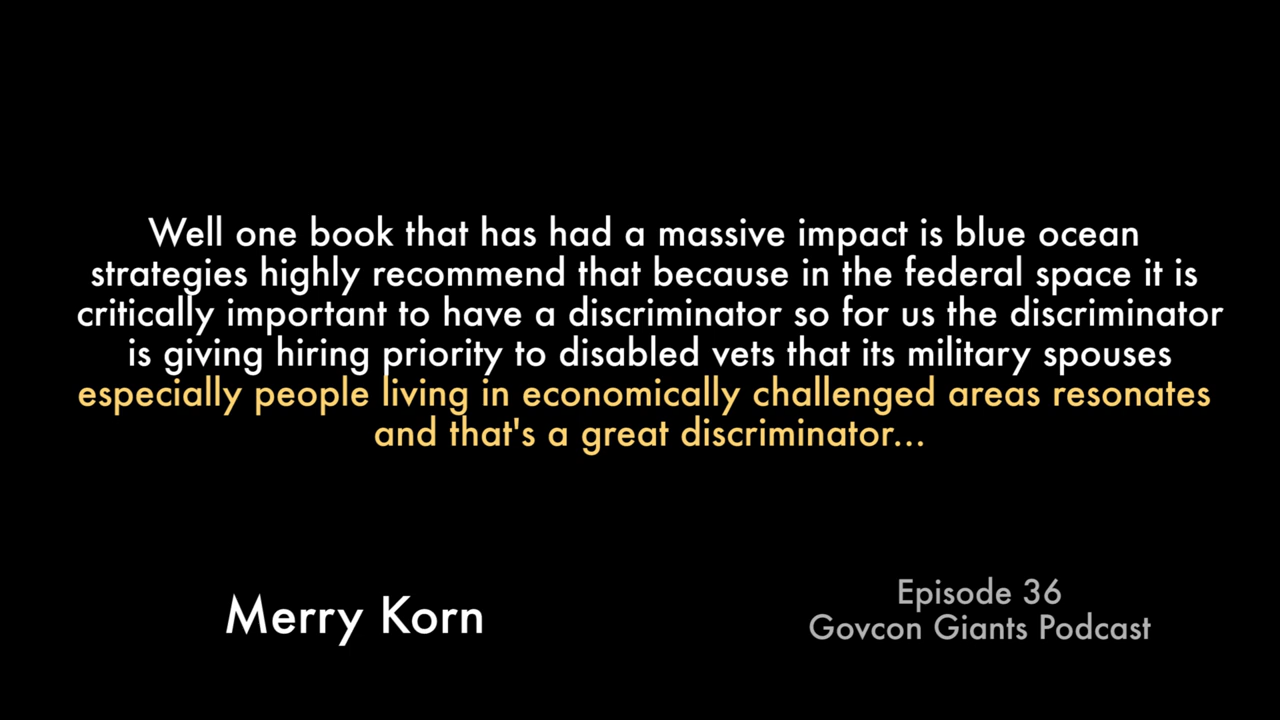 Well one book that has had a massive impact is blue ocean
strategies highly recommend that because in the federal space it is
critically important to have a discriminator so for us the discriminator
is giving hiring priority to disabled vets that its military spouses
especially people living in economically challenged areas resonates
and that's a great discriminator...
Merry Korn
Episode 36
Govcon Giants Podcast